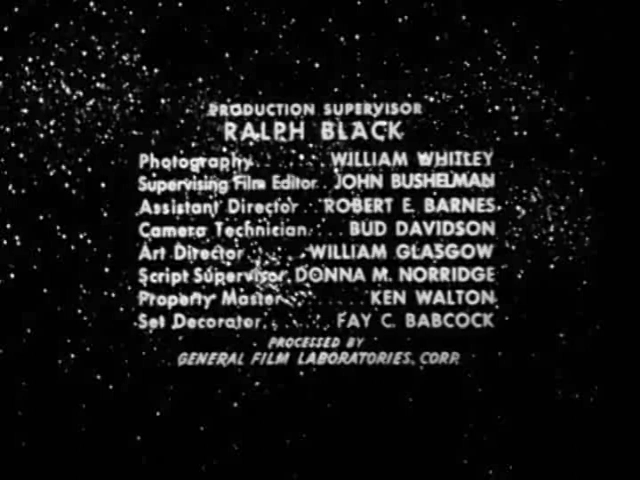 PRODUCTION SUPERVISOR
RALPH BLACK
Photography . . . . . . WILLIAM WHITLEY
Supervising Film Editor . . JOHN BUSHELMAN
Assistant Director . . . ROBERT E. BARNES
Camera Technician . . . . BUD DAVIDSON
Art Director . . . . . . WILLIAM GLASGOW
Script Supervisor. DONNA M. NORRIDGE
Property Master . . . . . . KEN WALTON
Set Decorator . . . . . . FAY C. BABCOCK
PROCESSED BY
GENERAL FILM LABORATORIES, CORP.